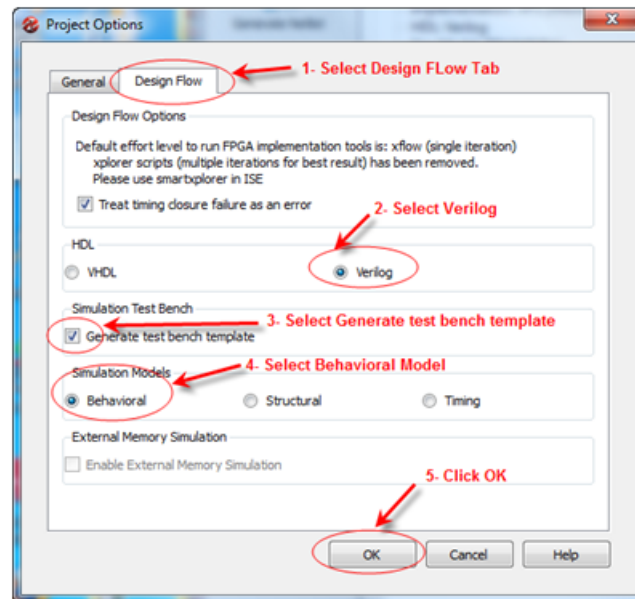 Project Options
General
Design Flow
1- Select Design FLow Tab
Design Flow Options
Default effort level to run FPGA implementation tools is: xflow (single iteration)
xplorer scripts (multiple iterations for best result) has been removed.
Please use smartxplorer in ISE
Treat timing closure failure as an error
2- Select Verilog
HDL
VHDL
Verilog
Simulation Test Bench
3- Select Generate test bench template
Generate test bench template
4- Select Behavioral Model
Simulation Models
Behavioral
Structural
Timing
External Memory Simulation
Enable External Memory Simulation
5- Click OK
OK
Cancel
Help